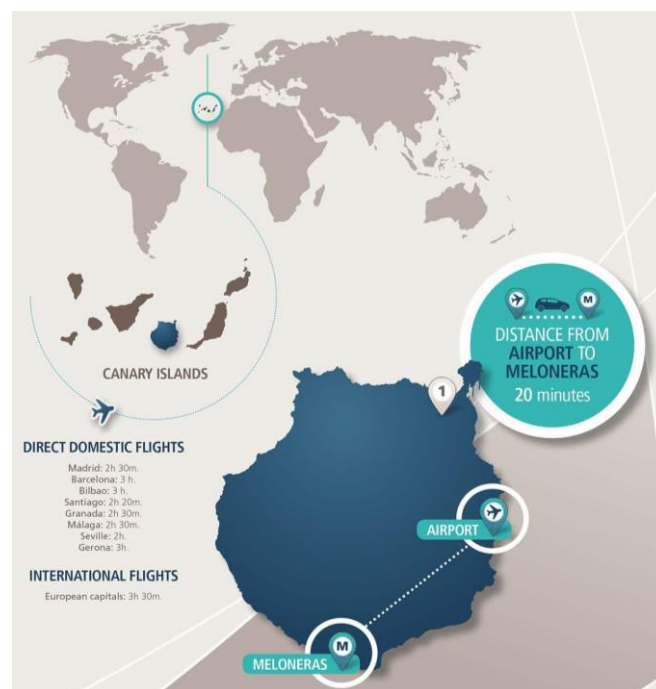 CANARY ISLANDS
DIRECT DOMESTIC FLIGHTS
Madrid: 2h 30m.
Barcelona: 3 h.
Bilbao: 3 h.
Santiago: 2h 20m.
Granada: 2h 30m.
Málaga: 2h 30m.
Seville: 2h.
Gerona: 3h.
INTERNATIONAL FLIGHTS
European capitals: 3h 30m.
M
DISTANCE FROM
AIRPORT TO
MELONERAS
20 minutes
1
AIRPORT
M
MELONERAS